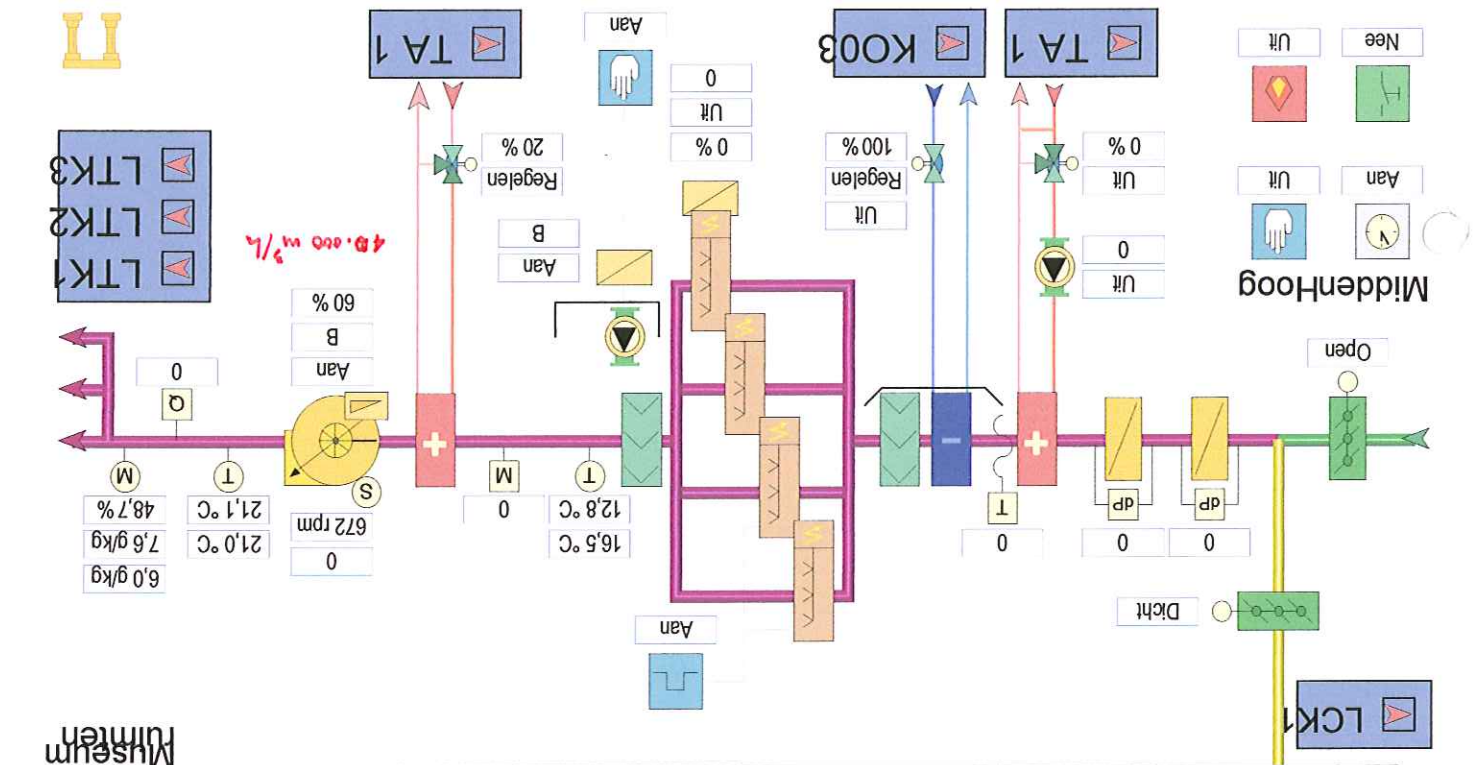 Museum
ruimten
LCK1
Aan
Dicht
6,0 g/kg
0
0
0
0
16,5 °C
21,0 °C
7,6 g/kg
dP
dP
T
0
12,8 °C
672 rpm
21,1 °C
48,7 %
T
M
S
T
M
Q
Open
Aan
0
MiddenHoog
Uit
0
Aan
B
B
60 %
40.000 m³/h
LTK1
LTK2
LTK3
Aan
Uit
Uit
0 %
Uit
Regelen
100 %
0 %
Uit
0
Regelen
20 %
Nee
Uit
TA 1
KO03
Aan
TA 1